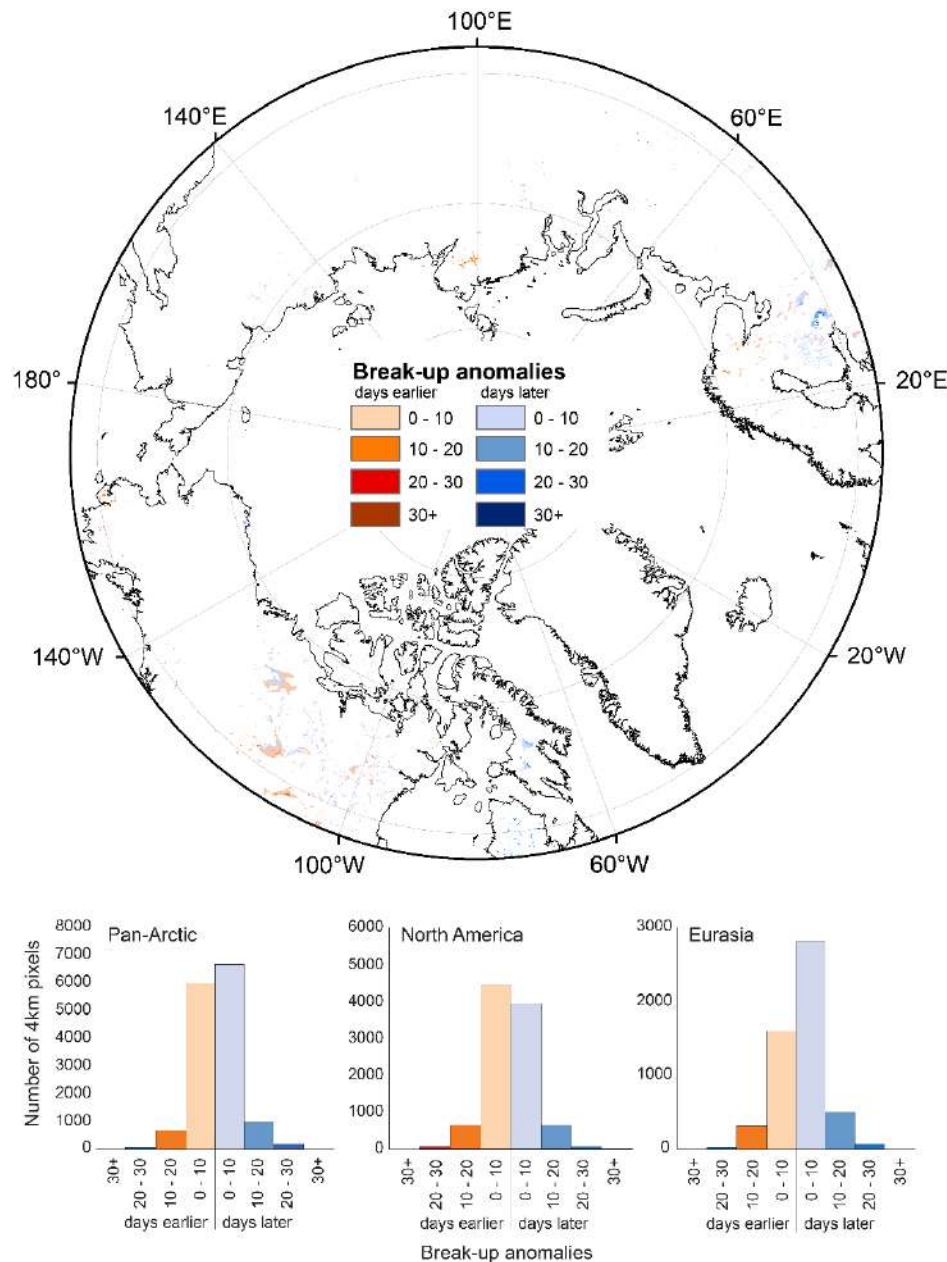 100°E
140°E
60°E
180°
20°E
Break-up anomalies
days earlier days later
0 - 10 0 - 10
10 - 20 10 - 20
20 - 30 20 - 30
30+ 30+
140°W
20°W
100°W
60°W
Number of 4km pixels
Pan-Arctic
8000
7000
6000
5000
4000
3000
2000
1000
0
30+
20 - 30
10 - 20
0 - 10
0 - 10
10 - 20
20 - 30
30+
days earlier days later
North America
6000
5000
4000
3000
2000
1000
0
30+
20 - 30
10 - 20
0 - 10
0 - 10
10 - 20
20 - 30
30+
days earlier days later
Eurasia
3000
2000
1000
0
30+
20 - 30
10 - 20
0 - 10
0 - 10
10 - 20
20 - 30
30+
days earlier days later
Break-up anomalies